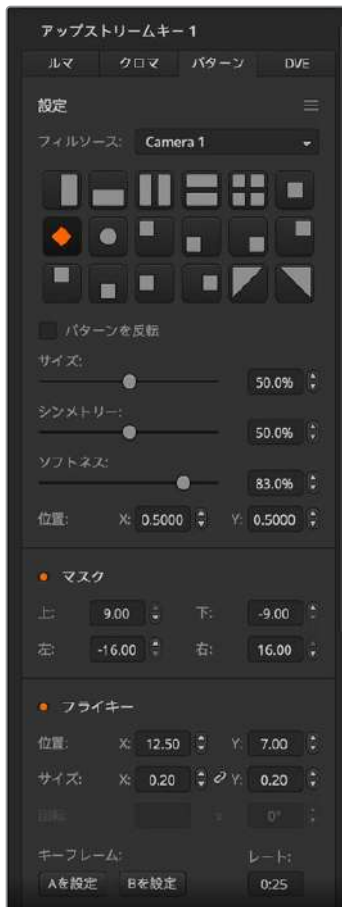 アップストリームキー 1
ルマ クロマ パターン DVE
設定
フィルソース: Camera 1
パターンを反転
サイズ:
50.0%
シンメトリー:
50.0%
ソフトネス:
83.0%
位置: X: 0.5000 Y: 0.5000
マスク
上: 9.00 下: -9.00
左: -16.00 右: 16.00
フライキー
位置: X: 12.50 Y: 7.00
サイズ: X: 0.20 Y: 0.20
回転: 0°
キーフレーム: レート:
Aを設定 Bを設定 0:25